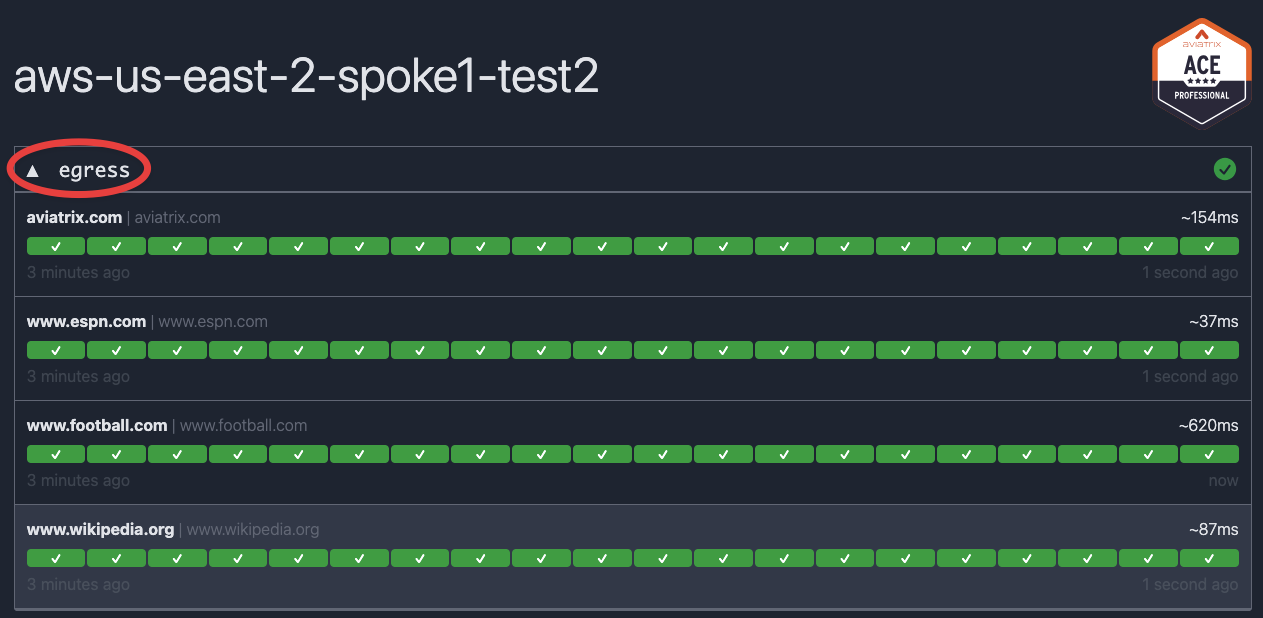 aws-us-east-2-spoke1-test2
aviatrix
ACE
PROFESSIONAL
▲ egress
aviatrix.com | aviatrix.com ~154ms
3 minutes ago 1 second ago
www.espn.com | www.espn.com ~37ms
3 minutes ago 1 second ago
www.football.com | www.football.com ~620ms
3 minutes ago now
www.wikipedia.org | www.wikipedia.org ~87ms
3 minutes ago 1 second ago